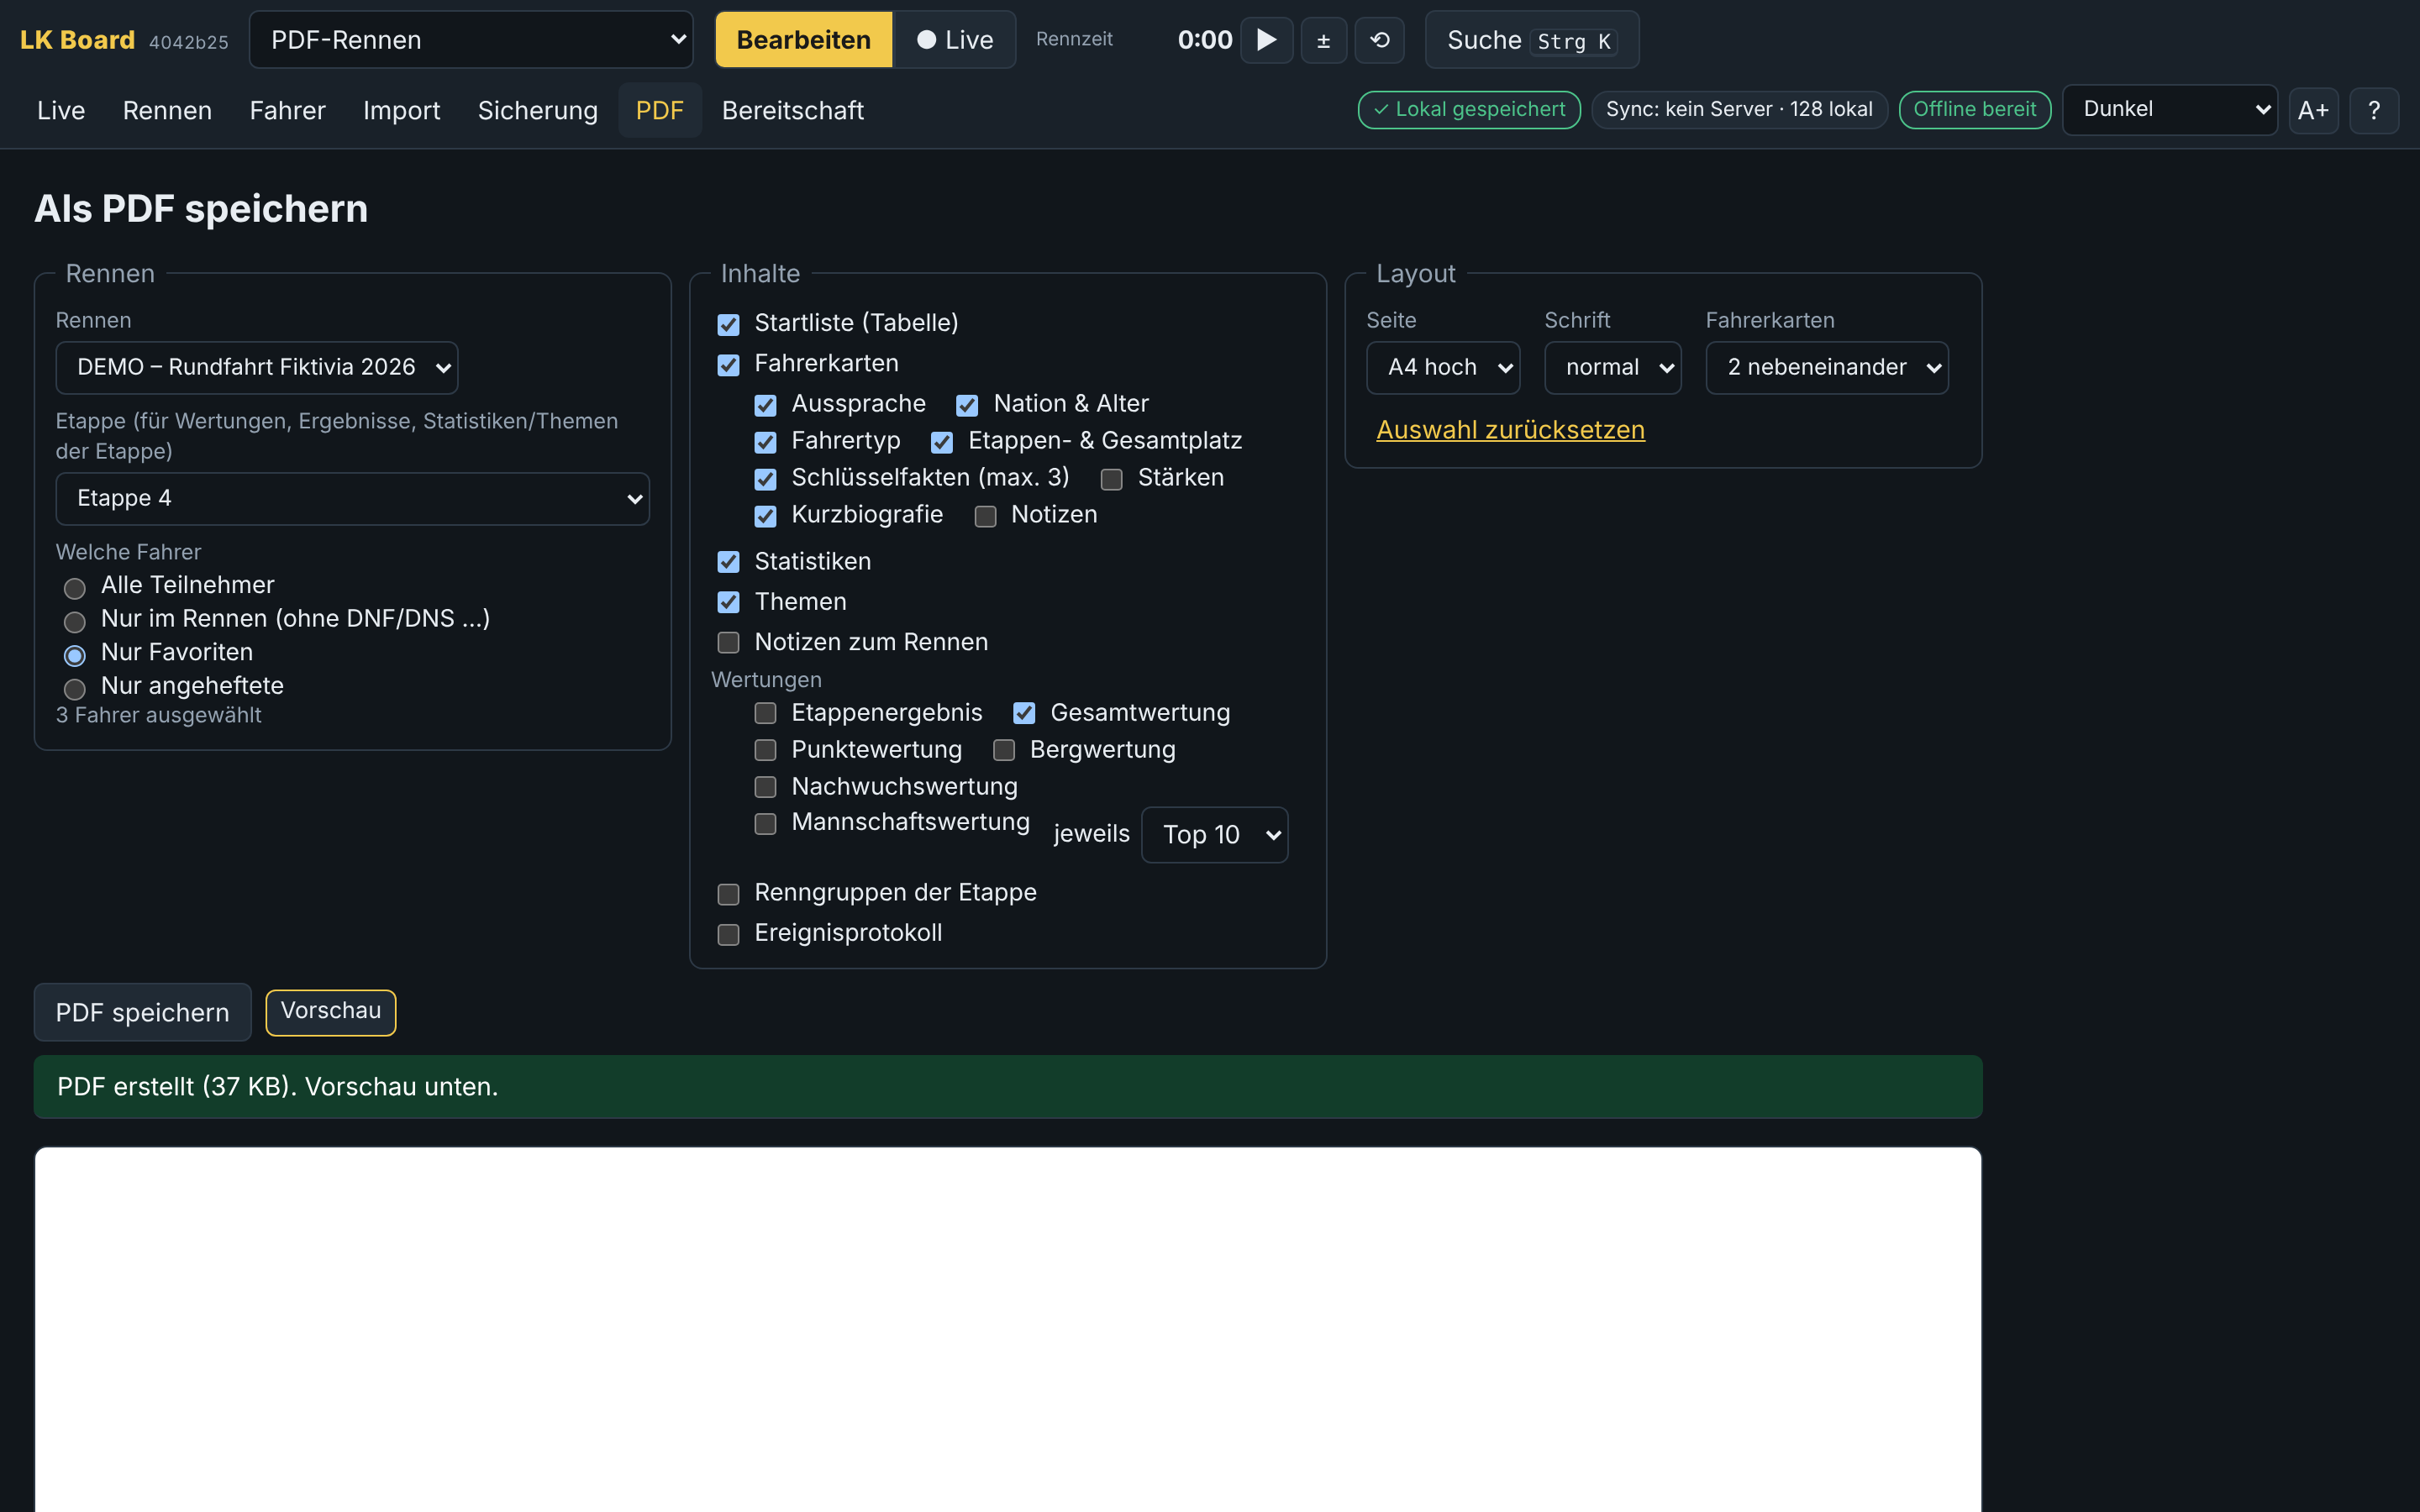 LK Board 4042b25 PDF-Rennen Bearbeiten Live Rennzeit 0:00 ± Suche Strg K
Live Rennen Fahrer Import Sicherung PDF Bereitschaft ✓ Lokal gespeichert Sync: kein Server · 128 lokal Offline bereit Dunkel A+ ?
Als PDF speichern
Rennen
Rennen
DEMO – Rundfahrt Fiktivia 2026
Etappe (für Wertungen, Ergebnisse, Statistiken/Themen
der Etappe)
Etappe 4
Welche Fahrer
Alle Teilnehmer
Nur im Rennen (ohne DNF/DNS ...)
Nur Favoriten
Nur angeheftete
3 Fahrer ausgewählt
Inhalte
Startliste (Tabelle)
Fahrerkarten
Aussprache Nation & Alter
Fahrertyp Etappen- & Gesamtplatz
Schlüsselfakten (max. 3) Stärken
Kurzbiografie Notizen
Statistiken
Themen
Notizen zum Rennen
Wertungen
Etappenergebnis Gesamtwertung
Punktewertung Bergwertung
Nachwuchswertung
Mannschaftswertung jeweils Top 10
Renngruppen der Etappe
Ereignisprotokoll
Layout
Seite Schrift Fahrerkarten
A4 hoch normal 2 nebeneinander
Auswahl zurücksetzen
PDF speichern Vorschau
PDF erstellt (37 KB). Vorschau unten.